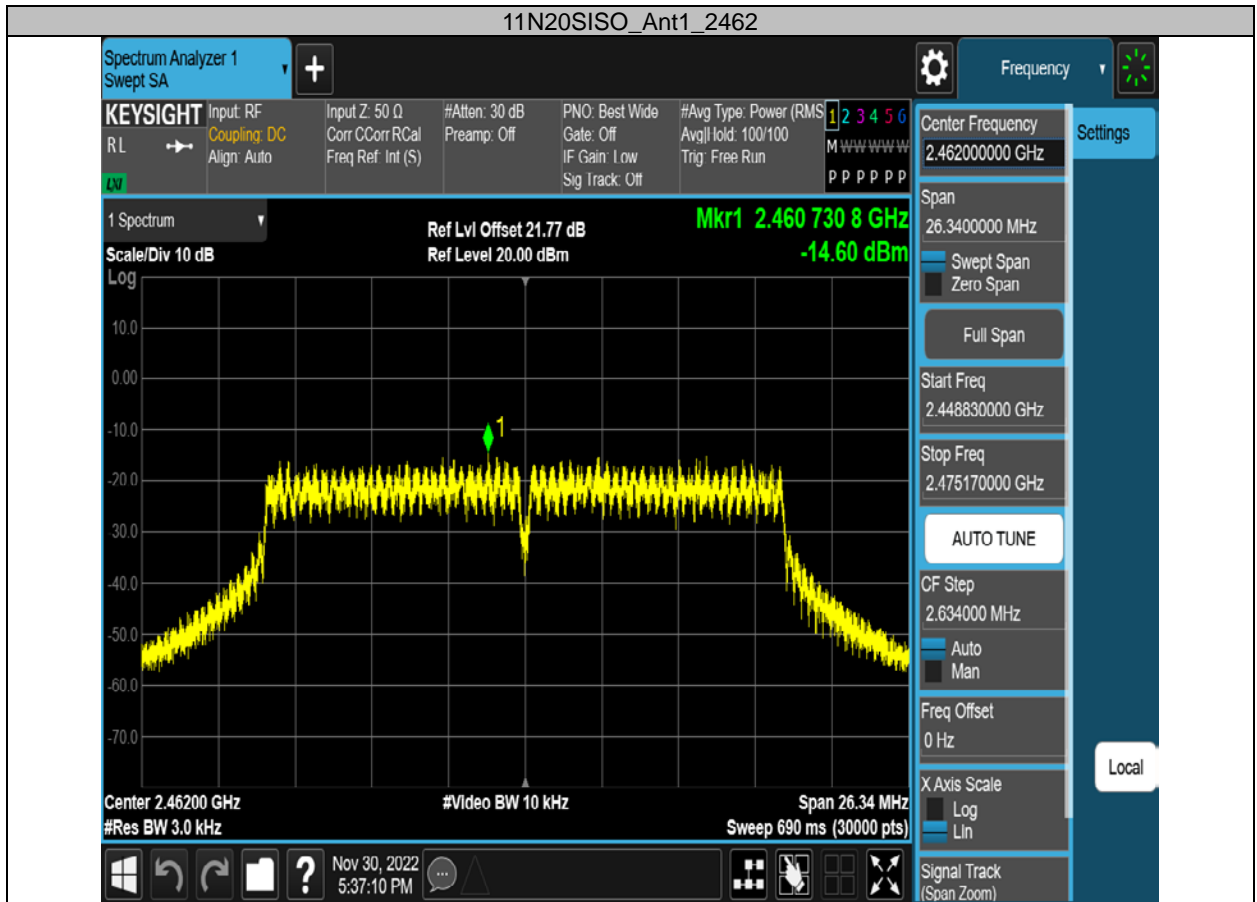 11N20SISO_Ant1_2462
Spectrum Analyzer 1
Swept SA
+
Frequency
KEYSIGHT
RL
LXI
Input: RF
Coupling: DC
Align: Auto
Input Z: 50 Ω
Corr CCorr RCal
Freq Ref: Int (S)
#Atten: 30 dB
Preamp: Off
PNO: Best Wide
Gate: Off
IF Gain: Low
Sig Track: Off
#Avg Type: Power (RMS
Avg|Hold: 100/100
Trig: Free Run
1 2 3 4 5 6
M W W W W W
P P P P P P
Center Frequency
2.462000000 GHz
Settings
Span
26.3400000 MHz
Swept Span
Zero Span
Full Span
Start Freq
2.448830000 GHz
Stop Freq
2.475170000 GHz
AUTO TUNE
CF Step
2.634000 MHz
Auto
Man
Freq Offset
0 Hz
X Axis Scale
Log
Lin
Signal Track
(Span Zoom)
Local
1 Spectrum
Scale/Div 10 dB
Log
Ref Lvl Offset 21.77 dB
Ref Level 20.00 dBm
Mkr1 2.460 730 8 GHz
-14.60 dBm
10.0
0.00
-10.0
-20.0
-30.0
-40.0
-50.0
-60.0
-70.0
1
Center 2.46200 GHz
#Res BW 3.0 kHz
#Video BW 10 kHz
Span 26.34 MHz
Sweep 690 ms (30000 pts)
?
Nov 30, 2022
5:37:10 PM